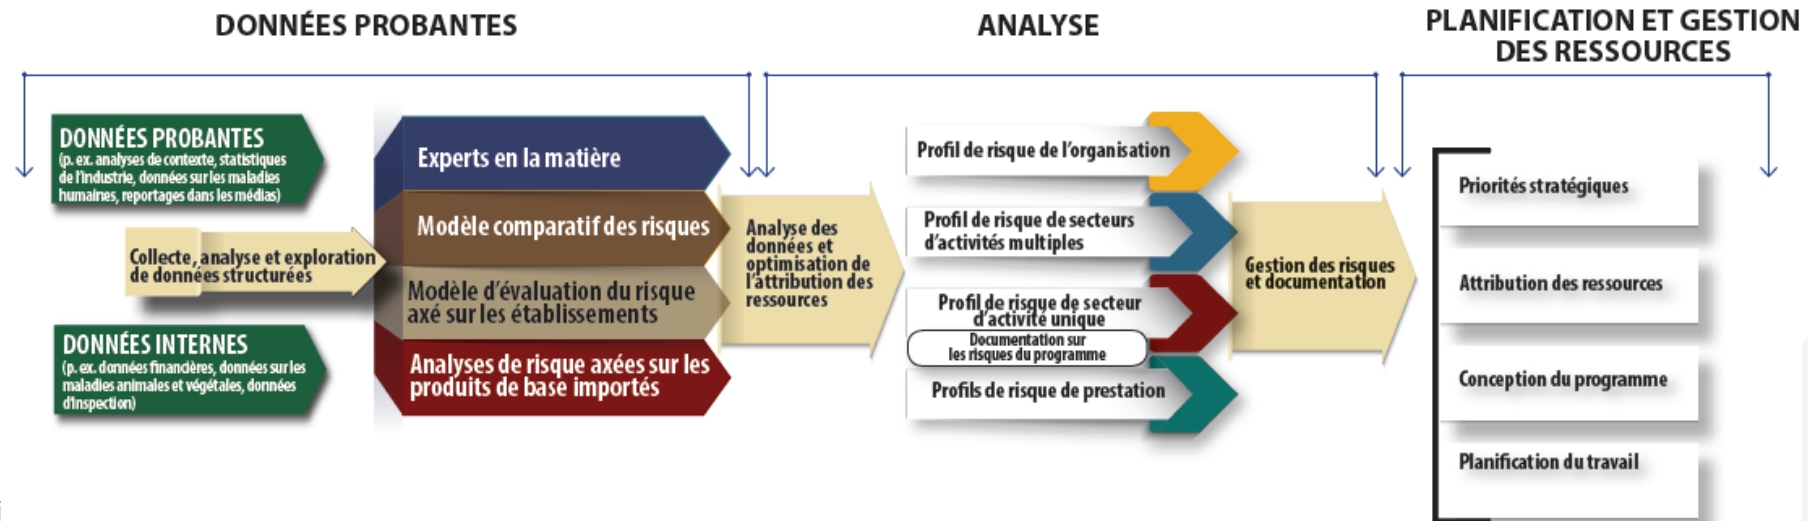 DONNÉES PROBANTES
ANALYSE
PLANIFICATION ET GESTION
DES RESSOURCES
DONNÉES PROBANTES
(p. ex. analyses de contexte, statistiques
de l'industrie, données sur les maladies
humaines, reportages dans les médias)
Collecte, analyse et exploration
de données structurées
DONNÉES INTERNES
(p. ex. données financières, données sur les
maladies animales et végétales, données
d'inspection)
Experts en la matière
Modèle comparatif des risques
Modèle d'évaluation du risque
axé sur les établissements
Analyses de risque axées sur les
produits de base importés
Analyse des
données et
optimisation de
l'attribution des
ressources
Profil de risque de l'organisation
Profil de risque de secteurs
d'activités multiples
Profil de risque de secteur
d'activité unique
Documentation sur
les risques du programme
Profils de risque de prestation
Gestion des risques
et documentation
Priorités stratégiques
Attribution des ressources
Conception du programme
Planification du travail